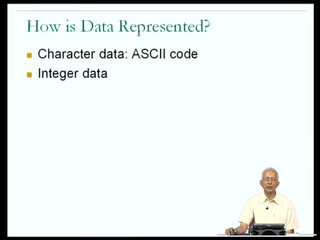 How is Data Represented?
Character data: ASCII code
Integer data